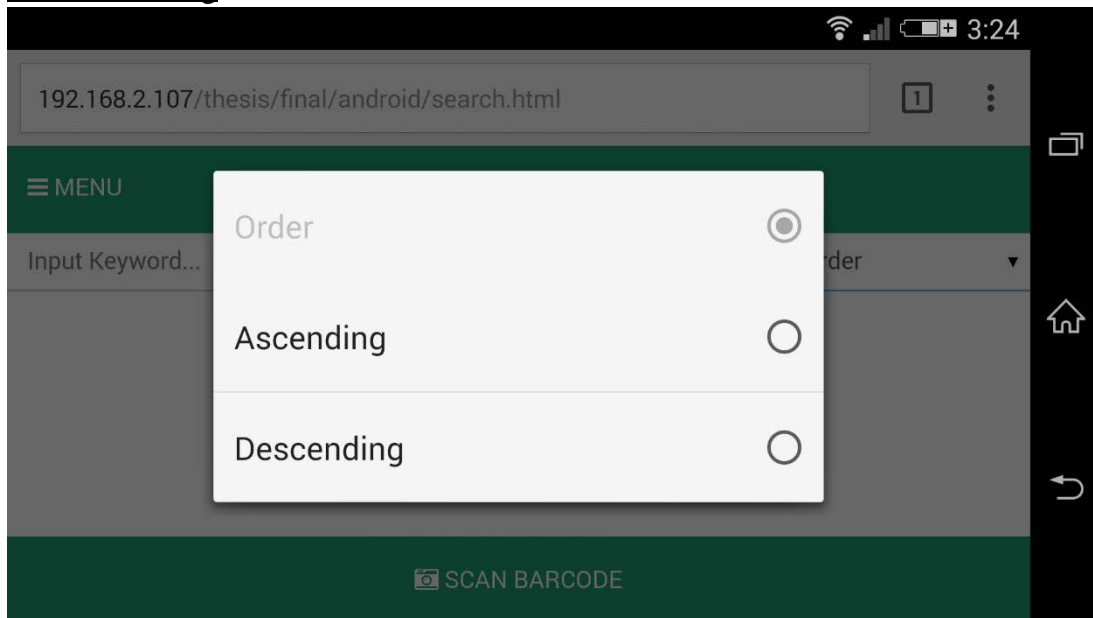 3:24
192.168.2.107/thesis/final/android/search.html
1
MENU
Order
Input Keyword...
Ascending
Descending
SCAN BARCODE